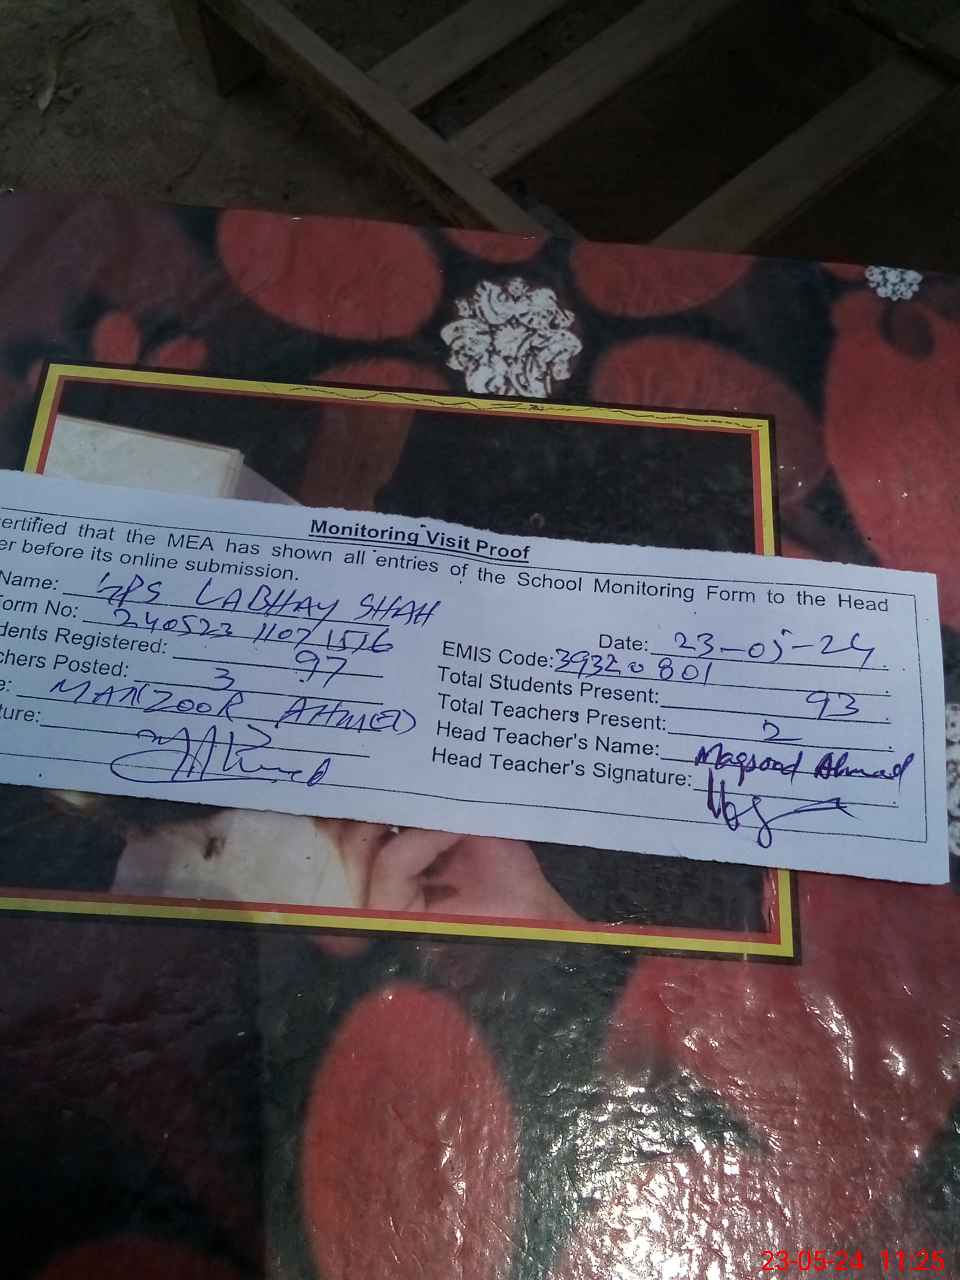 Monitoring Visit Proof
ertified that the MEA has shown all entries of the School Monitoring Form to the Head
er before its online submission.
Name: GPS LABHAY SHAH
Date: 23-05-24
orm No: 240523 1107 1516
EMIS Code: 39320801
dents Registered: 97
Total Students Present: 93
chers Posted: 3
Total Teachers Present: 2
e: MANZOOR AHMED
Head Teacher's Name: Maqsood Ahmad
ture:
Head Teacher's Signature:
23-05-24 11:25